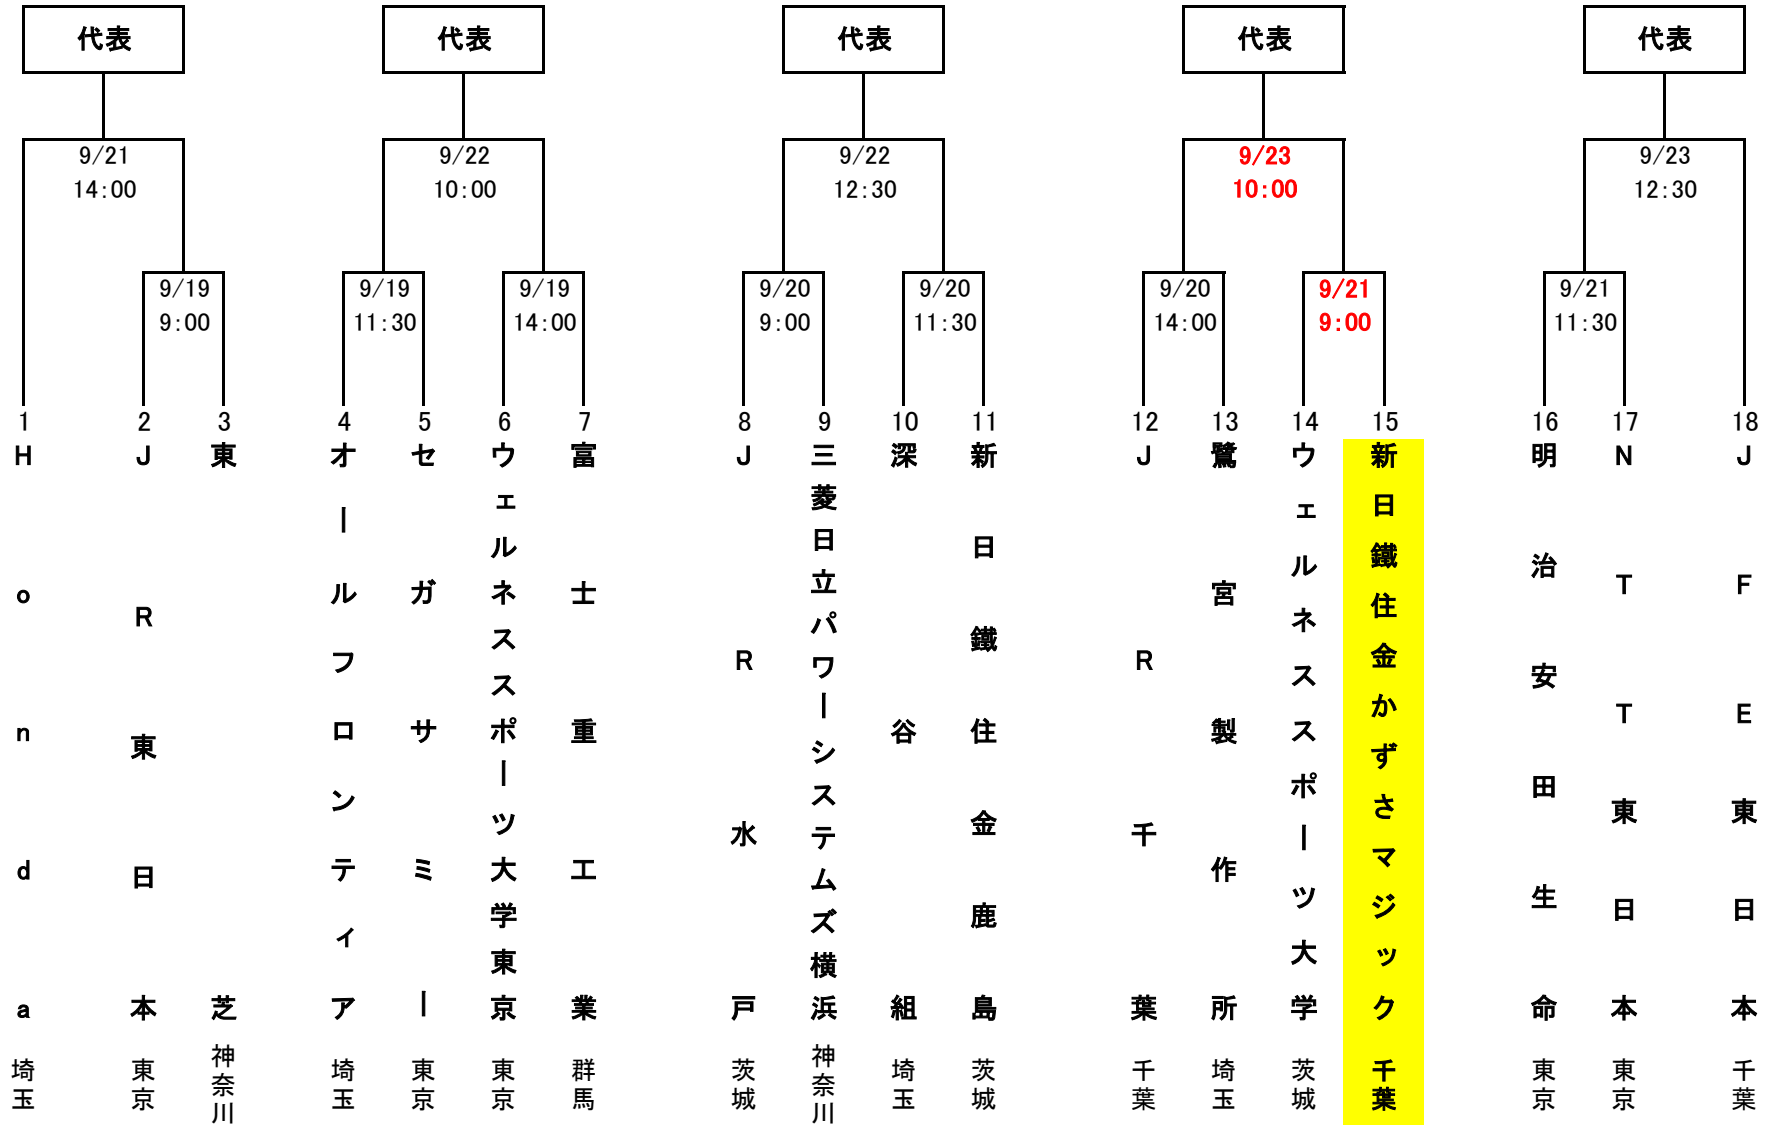 代表 代表 代表 代表 代表
9/21 9/22 9/22 9/23 9/23
14:00 10:00 12:30 10:00 12:30
9/19 9/19 9/19 9/20 9/20 9/20 9/21 9/21
9:00 11:30 14:00 9:00 11:30 14:00 9:00 11:30
1 2 3 4 5 6 7 8 9 10 11 12 13 14 15 16 17 18
Honda
JR東日本
東芝
オールフロンティア
セガサミー
ウェルネススポーツ大学東京
富士重工業
JR水戸
三菱日立パワーシステムズ横浜
深谷組
新日鐵住金鹿島
JR千葉
鷺宮製作所
ウェルネススポーツ大学
新日鐵住金かずさマジック
明治安田生命
NTT東日本
JFE東日本
埼玉
東京
神奈川
埼玉
東京
東京
群馬
茨城
神奈川
埼玉
茨城
千葉
埼玉
茨城
千葉
東京
東京
千葉